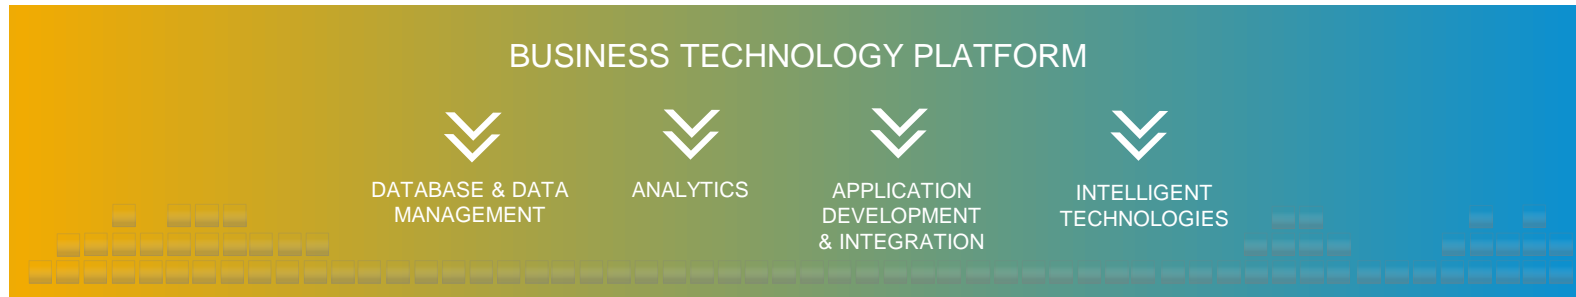 BUSINESS TECHNOLOGY PLATFORM
DATABASE & DATA
MANAGEMENT
ANALYTICS
APPLICATION
DEVELOPMENT
& INTEGRATION
INTELLIGENT
TECHNOLOGIES